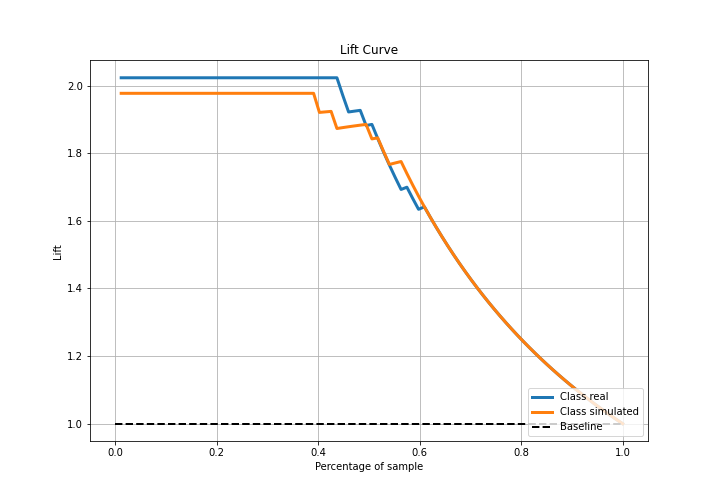 Lift Curve
Lift
2.0
1.8
1.6
1.4
1.2
1.0
0.0 0.2 0.4 0.6 0.8 1.0
Percentage of sample
Class real
Class simulated
Baseline